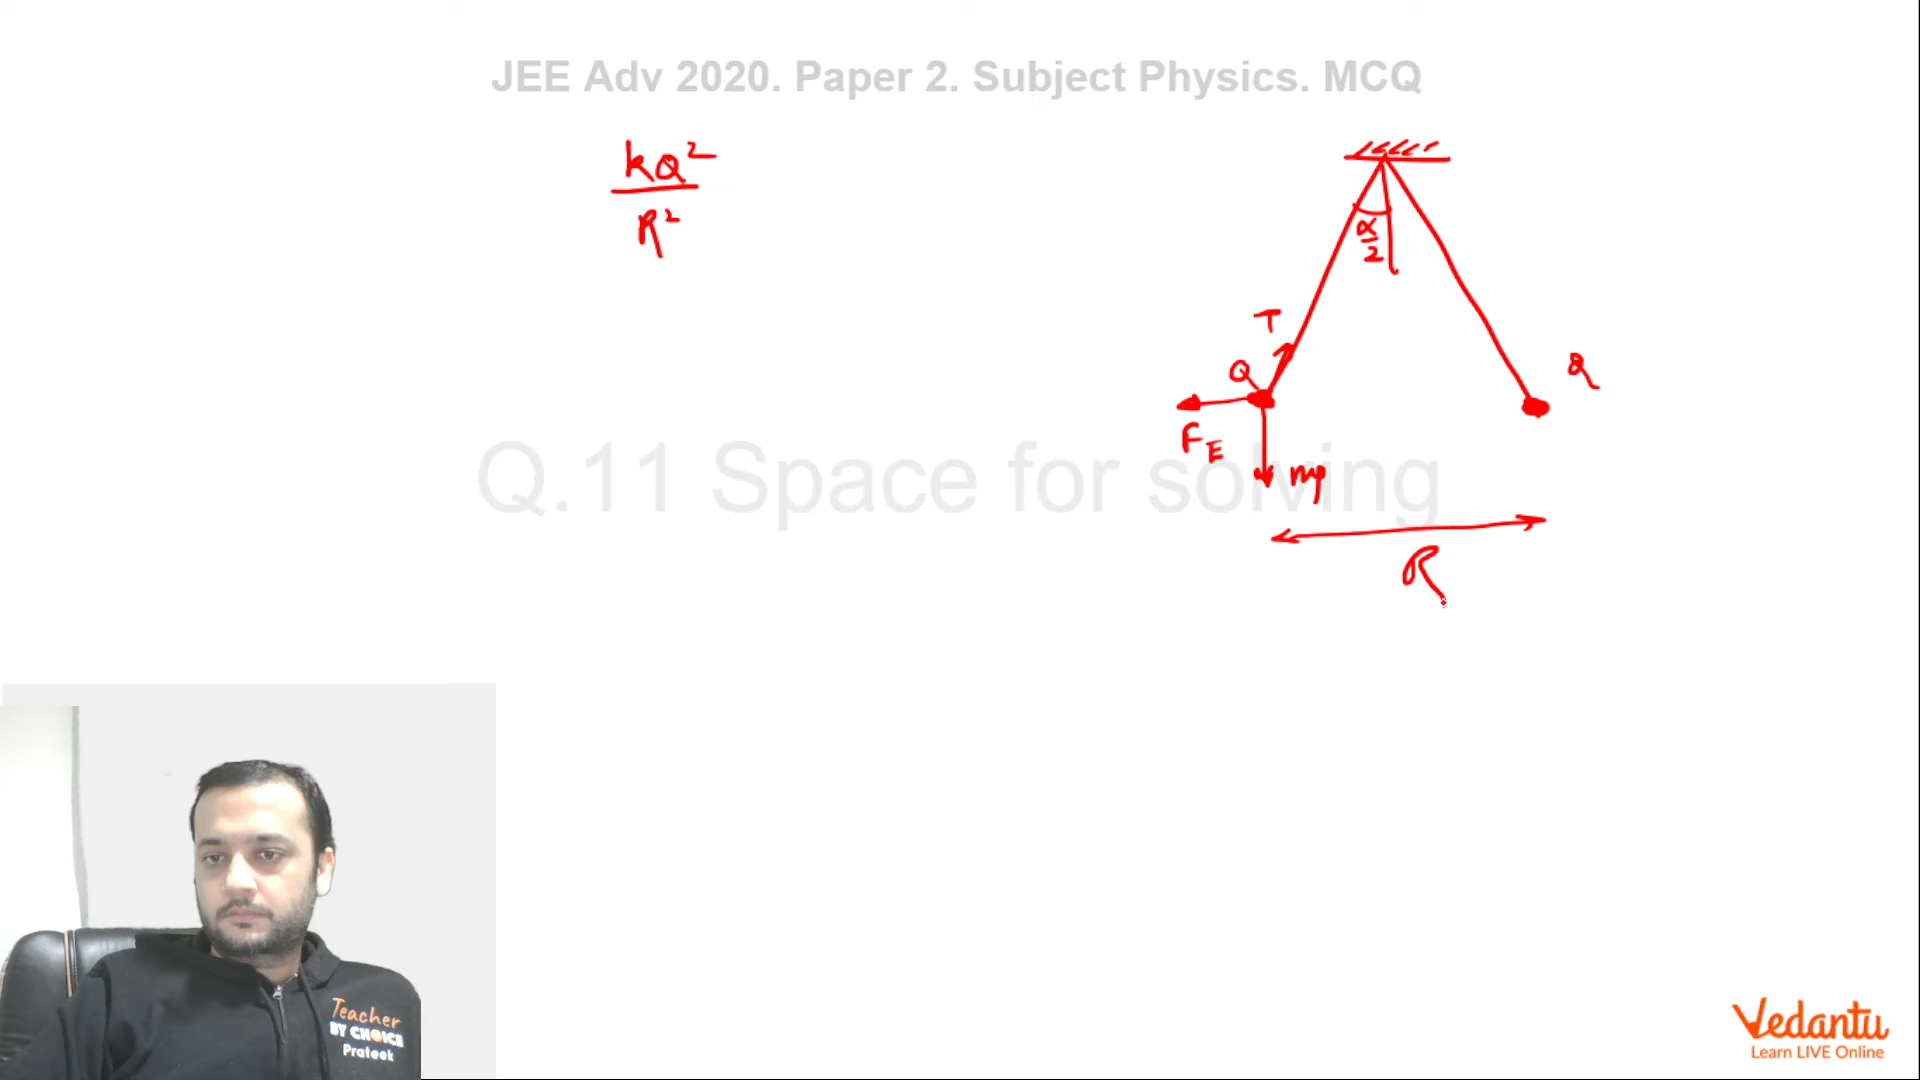 JEE Adv 2020. Paper 2. Subject Physics. MCQ
kQ²
R²
α
2
T
Q
Q
F_E
mg
Q.11 Space for solving
R
Teacher
BY CHOICE
Prateek
Vedantu
Learn LIVE Online